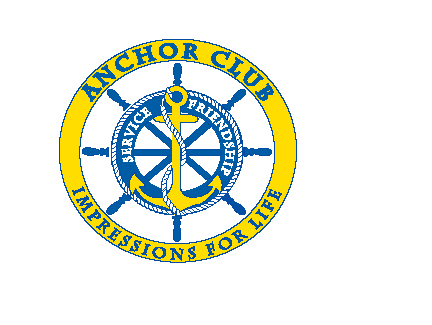 ANCHOR CLUB
SERVICE
FRIENDSHIP
IMPRESSIONS FOR LIFE